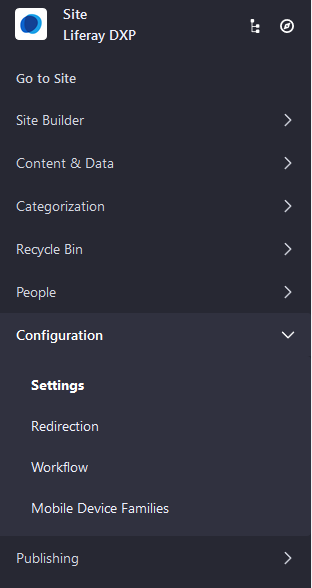 Site
Liferay DXP
Go to Site
Site Builder
Content & Data
Categorization
Recycle Bin
People
Configuration
Settings
Redirection
Workflow
Mobile Device Families
Publishing